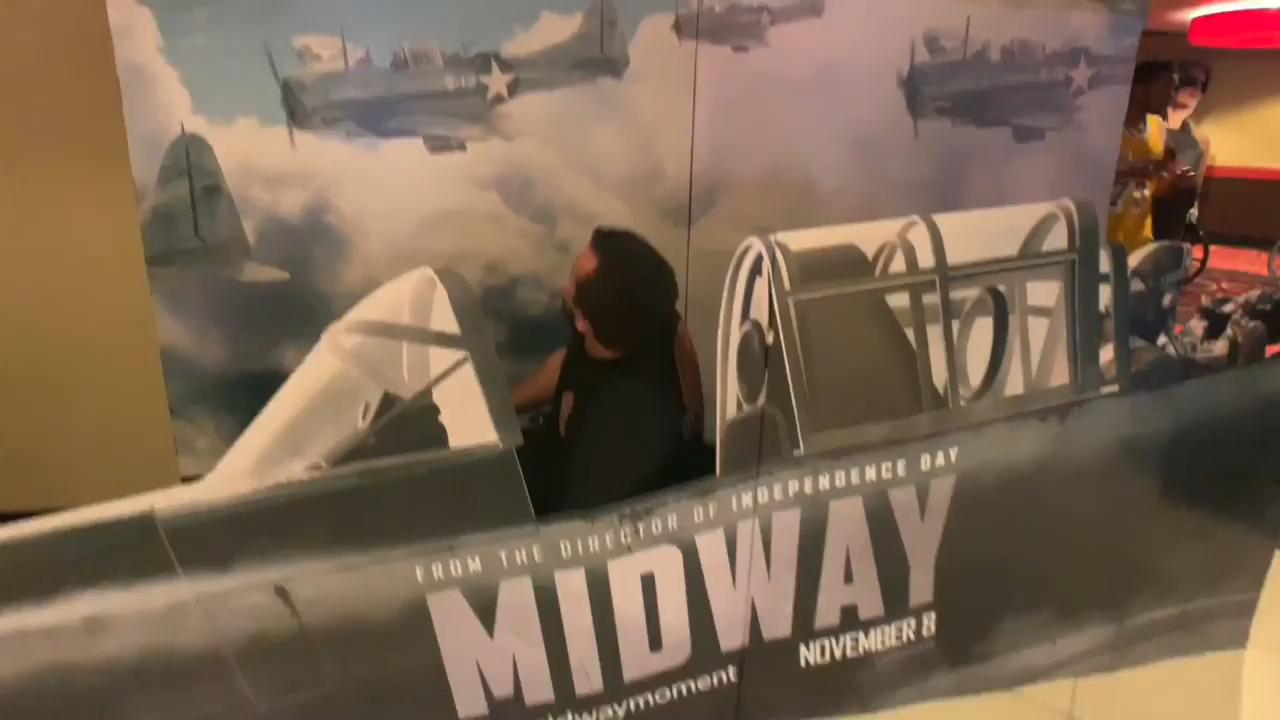 FROM THE DIRECTOR OF INDEPENDENCE DAY
MIDWAY
NOVEMBER 8